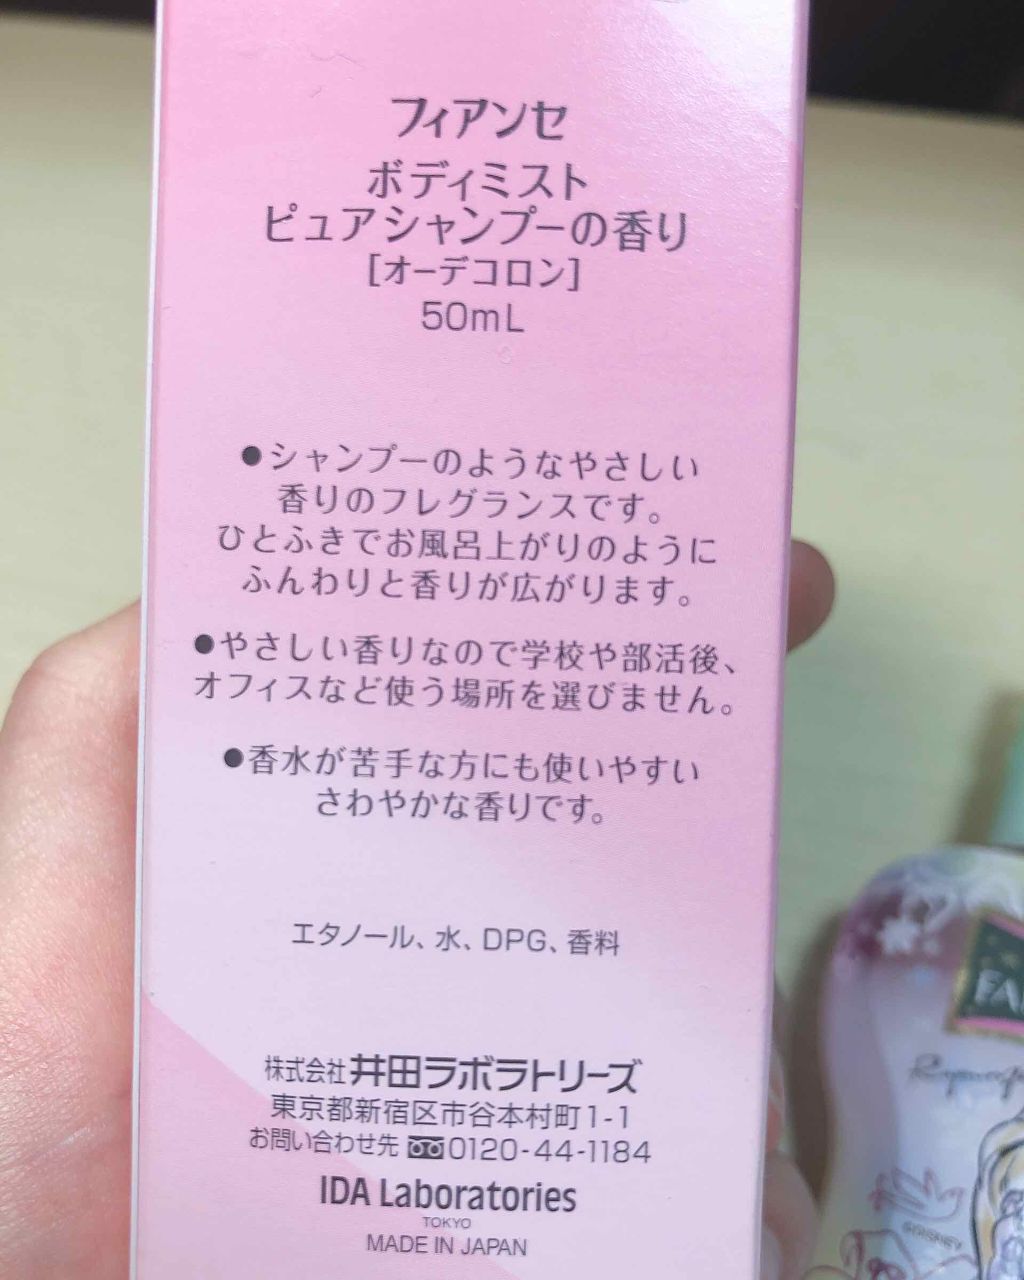 フィアンセ
ボディミスト
ピュアシャンプーの香り
[オーデコロン]
50mL
●シャンプーのようなやさしい
香りのフレグランスです。
ひとふきでお風呂上がりのように
ふんわりと香りが広がります。
●やさしい香りなので学校や部活後、
オフィスなど使う場所を選びません。
●香水が苦手な方にも使いやすい
さわやかな香りです。
エタノール、水、DPG、香料
株式会社井田ラボラトリーズ
東京都新宿区市谷本村町1-1
お問い合わせ先 0120-44-1184
IDA Laboratories
TOKYO
MADE IN JAPAN
©DISNEY